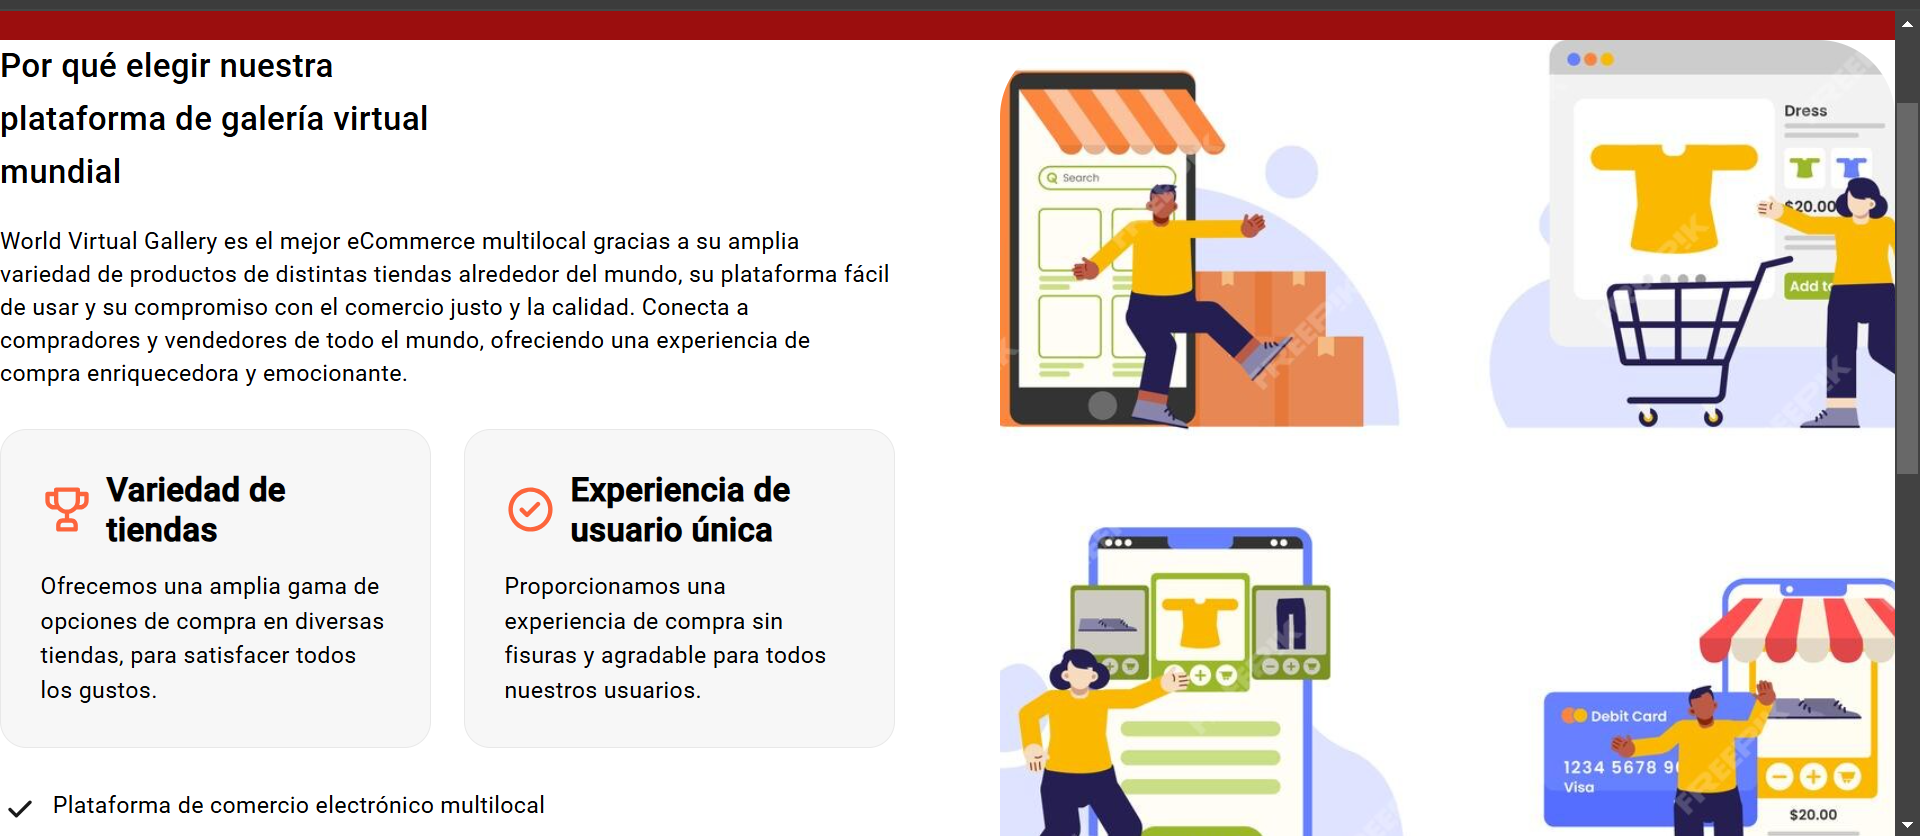 Por qué elegir nuestra
plataforma de galería virtual
mundial
World Virtual Gallery es el mejor eCommerce multilocal gracias a su amplia
variedad de productos de distintas tiendas alrededor del mundo, su plataforma fácil
de usar y su compromiso con el comercio justo y la calidad. Conecta a
compradores y vendedores de todo el mundo, ofreciendo una experiencia de
compra enriquecedora y emocionante.
Variedad de
tiendas
Ofrecemos una amplia gama de
opciones de compra en diversas
tiendas, para satisfacer todos
los gustos.
Experiencia de
usuario única
Proporcionamos una
experiencia de compra sin
fisuras y agradable para todos
nuestros usuarios.
Plataforma de comercio electrónico multilocal
Search
FREEPIK
Dress
$20.00
Add
Debit Card
1234 5678
Visa
FREEPIK
$20.00